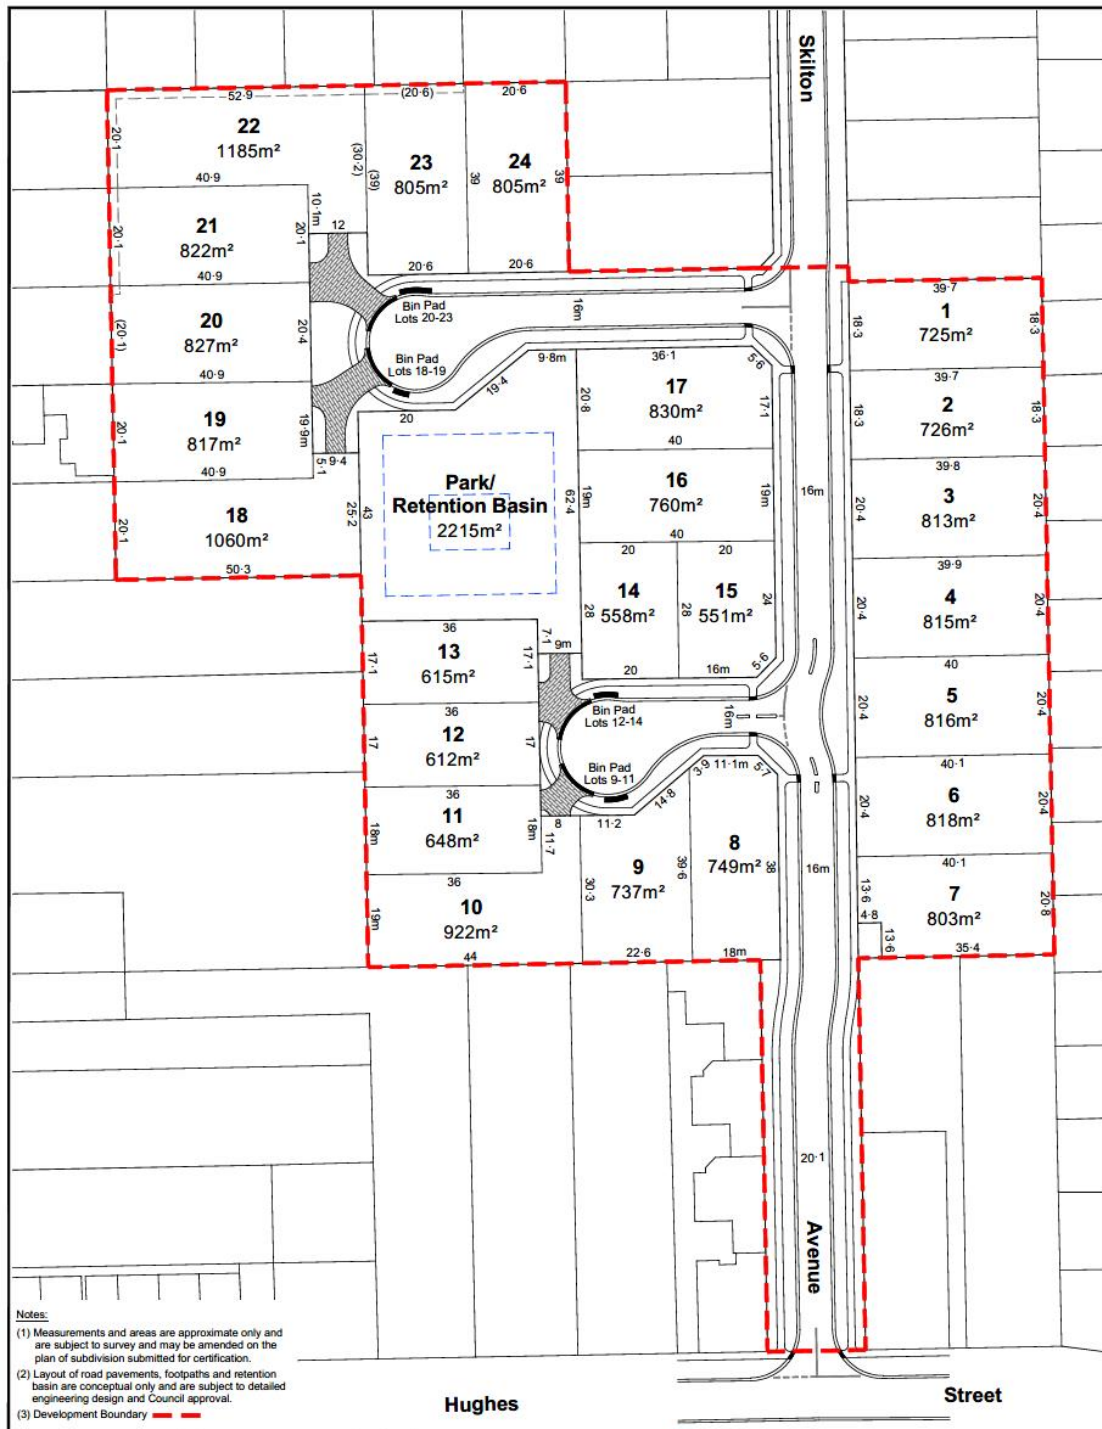 Skilton
52·9
(20·6)
20·6
20·1
22
1185m²
(30·2)
(39)
23
805m²
39
24
805m²
39
40·9
10·1m
12
20·1
21
822m²
20·1
40·9
20·6
20·6
39·7
Bin Pad
Lots 20-23
16m
1
725m²
18·3
18·3
(20·1)
20
827m²
20·4
Bin Pad
Lots 18-19
9·8m
36·1
5·6
40·9
19·4
39·7
17
830m²
20·8
17·1
2
726m²
18·3
18·3
20·1
19
817m²
19·9m
20
40
39·8
40·9
5·1
9·4
Park/
Retention Basin
2215m²
62·4
19m
16
760m²
19m
16m
3
813m²
20·4
20·4
20·1
18
1060m²
25·2
43
40
50·3
20
20
39·9
14
558m²
28
15
551m²
28
24
4
815m²
20·4
20·4
36
7·1
9m
13
615m²
17·1
17·1
20
16m
5·6
40
36
Bin Pad
Lots 12-14
16m
5
816m²
20·4
20·4
12
612m²
17
17
Bin Pad
Lots 9-11
3·9
11·1m
5·7
40·1
36
14·8
6
818m²
20·4
20·4
11
648m²
18m
18m
8
11·2
11·7
40·1
36
9
737m²
30·3
39·6
8
749m²
38
16m
13·6
4·8
13·6
7
803m²
20·8
10
922m²
19m
44
22·6
18m
35·4
20·1
Avenue
Notes:
(1) Measurements and areas are approximate only and
are subject to survey and may be amended on the
plan of subdivision submitted for certification.
(2) Layout of road pavements, footpaths and retention
basin are conceptual only and are subject to detailed
engineering design and Council approval.
(3) Development Boundary
Hughes
Street